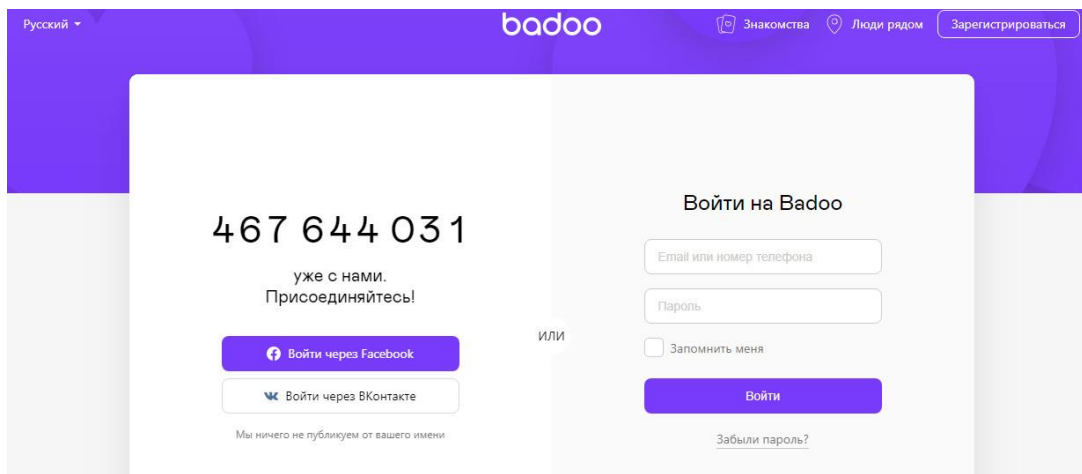 Русский
badoo
Знакомства
Люди рядом
Зарегистрироваться
467 644 031
уже с нами.
Присоединяйтесь!
Войти через Facebook
Войти через ВКонтакте
Мы ничего не публикуем от вашего имени
или
Войти на Badoo
Email или номер телефона
Пароль
Запомнить меня
Войти
Забыли пароль?